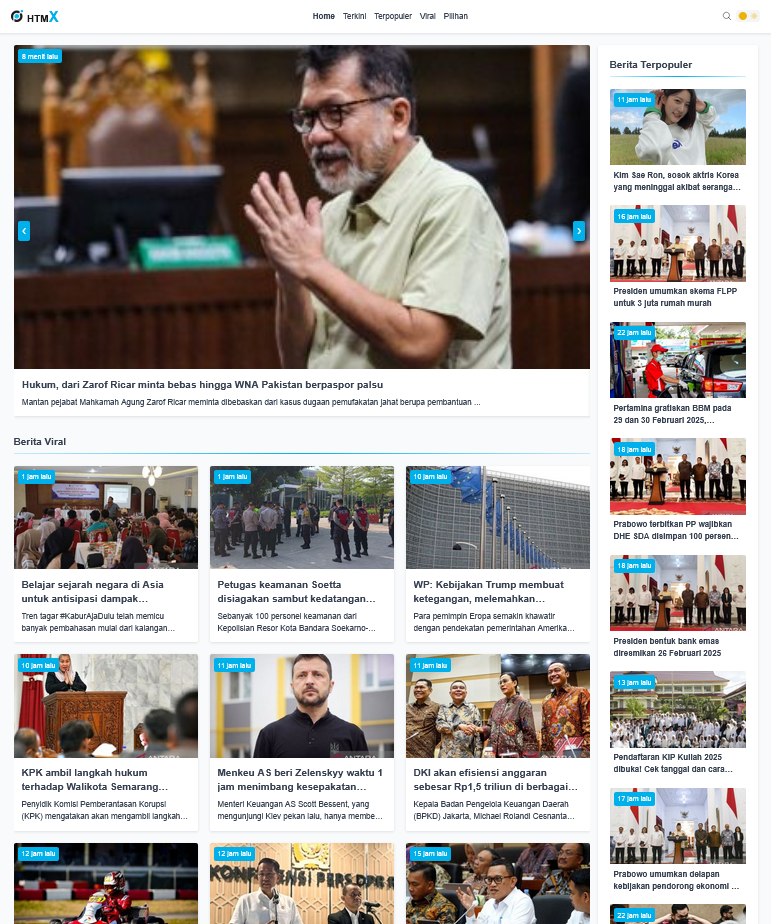 HTMX
Home Terkini Terpopuler Viral Pilihan
8 menit lalu
Hukum, dari Zarof Ricar minta bebas hingga WNA Pakistan berpaspor palsu
Mantan pejabat Mahkamah Agung Zarof Ricar meminta dibebaskan dari kasus dugaan pemufakatan jahat berupa pembantuan ...
Berita Viral
1 jam lalu
Belajar sejarah negara di Asia
untuk antisipasi dampak...
Tren tagar #KaburAjaDulu telah memicu
banyak pembahasan mulai dari kalangan...
1 jam lalu
Petugas keamanan Soetta
disiagakan sambut kedatangan...
Sebanyak 100 personel keamanan dari
Kepolisian Resor Kota Bandara Soekarno-...
10 jam lalu
WP: Kebijakan Trump membuat
ketegangan, melemahkan...
Para pemimpin Eropa semakin khawatir
dengan pendekatan pemerintahan Amerika...
10 jam lalu
KPK ambil langkah hukum
terhadap Walikota Semarang...
Penyidik Komisi Pemberantasan Korupsi
(KPK) mengatakan akan mengambil langkah...
11 jam lalu
Menkeu AS beri Zelenskyy waktu 1
jam menimbang kesepakatan...
Menteri Keuangan AS Scott Bessent, yang
mengunjungi Kiev pekan lalu, hanya membe...
11 jam lalu
DKI akan efisiensi anggaran
sebesar Rp1,5 triliun di berbagai...
Kepala Badan Pengelola Keuangan Daerah
(BPKD) Jakarta, Michael Rolandi Cesnanta...
12 jam lalu
12 jam lalu
15 jam lalu
Berita Terpopuler
11 jam lalu
Kim Sae Ron, sosok aktris Korea
yang meninggal akibat seranga...
16 jam lalu
Presiden umumkan skema FLPP
untuk 3 juta rumah murah
22 jam lalu
Pertamina gratiskan BBM pada
29 dan 30 Februari 2025,...
18 jam lalu
Prabowo terbitkan PP wajibkan
DHE SDA disimpan 100 persen...
18 jam lalu
Presiden bentuk bank emas
diresmikan 26 Februari 2025
13 jam lalu
Pendaftaran KIP Kuliah 2025
dibuka! Cek tanggal dan cara...
17 jam lalu
Prabowo umumkan delapan
kebijakan pendorong ekonomi ...
22 jam lalu